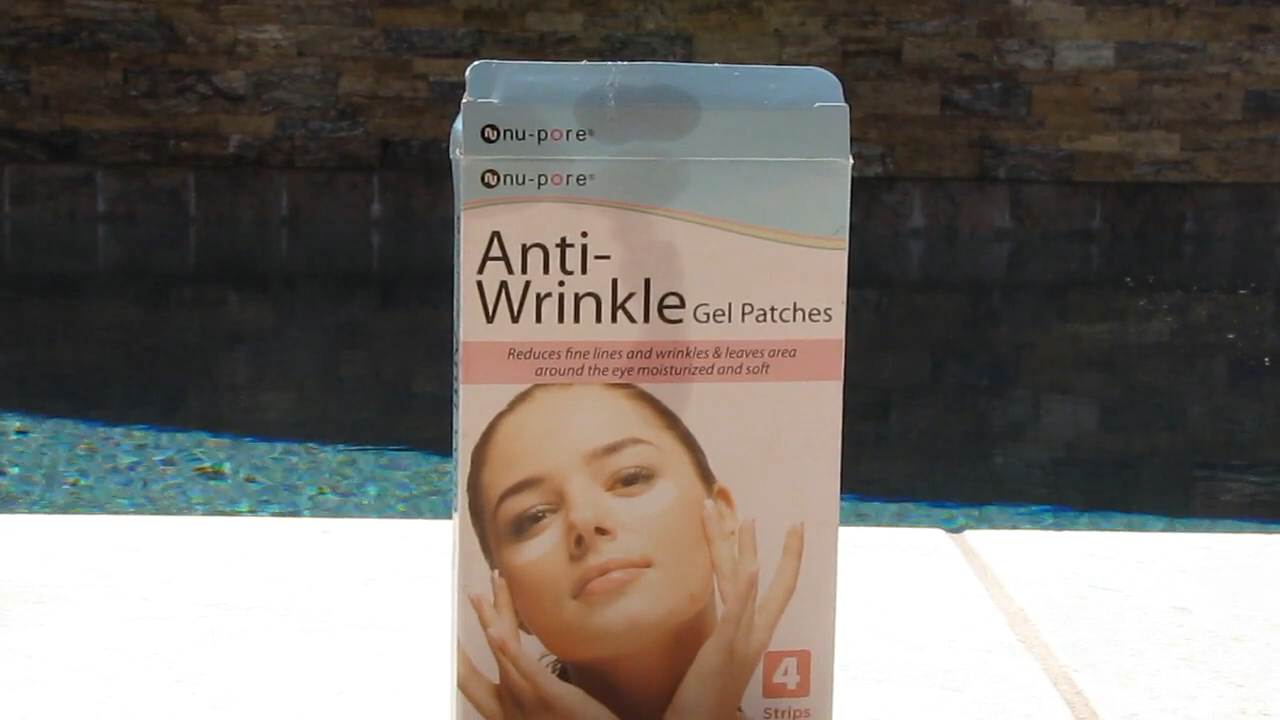 nu-pore®
nu-pore®
Anti-
Wrinkle Gel Patches
Reduces fine lines and wrinkles & leaves area
around the eye moisturized and soft
4
Strips